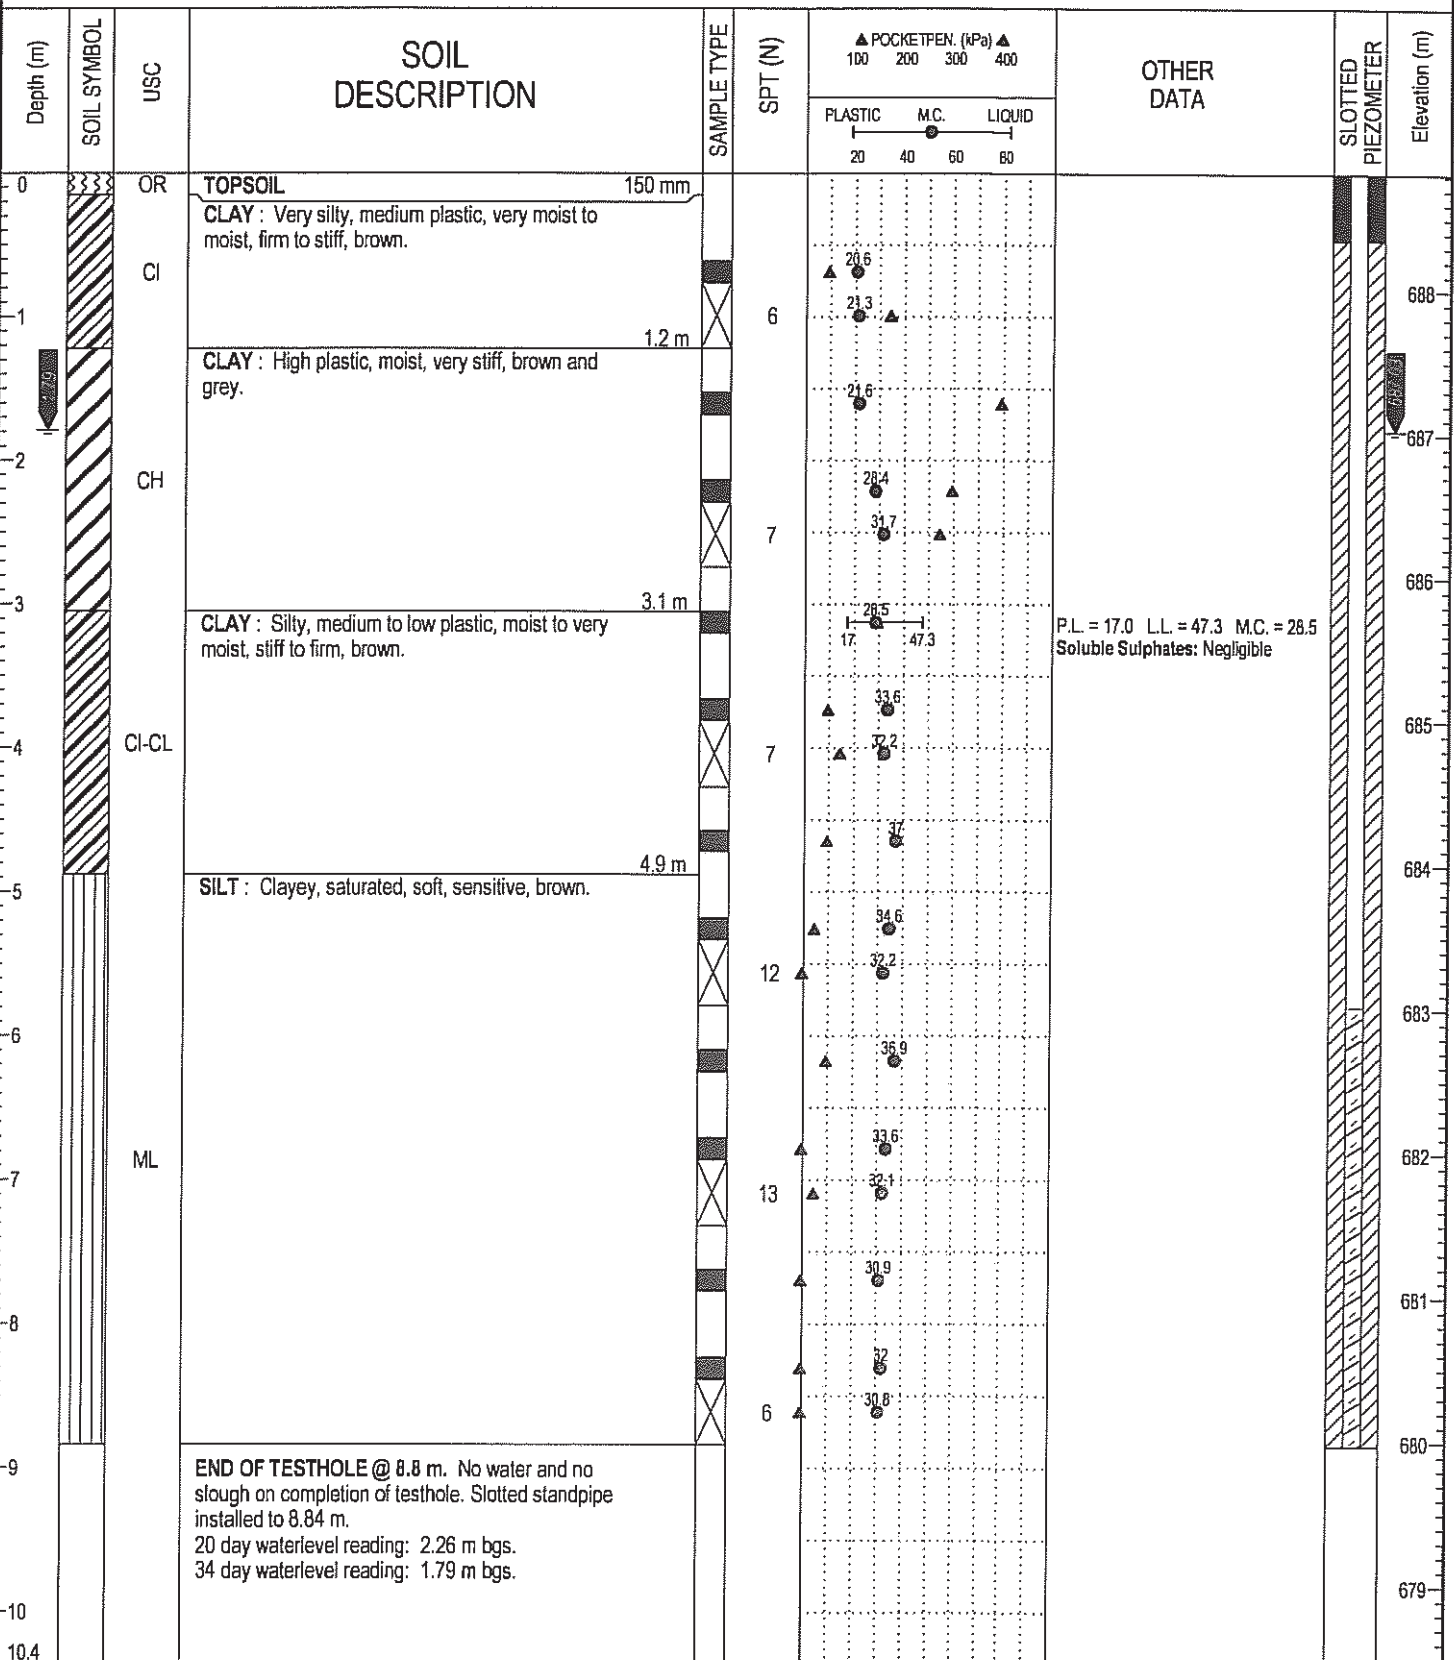 Depth (m)
SOIL SYMBOL
USC
SOIL
DESCRIPTION
SAMPLE TYPE
SPT (N)
▲ POCKETPEN. (kPa) ▲
100 200 300 400
PLASTIC M.C. LIQUID
20 40 60 80
OTHER
DATA
SLOTTED
PIEZOMETER
Elevation (m)
0
OR
TOPSOIL 150 mm
CLAY : Very silty, medium plastic, very moist to
moist, firm to stiff, brown.
CI
20.6
688
1
21.3
6
1.2 m
CLAY : High plastic, moist, very stiff, brown and
grey.
21.6
687
2
CH
28.4
31.7
7
686
3
3.1 m
CLAY : Silty, medium to low plastic, moist to very
moist, stiff to firm, brown.
28.5
17 47.3
P.L. = 17.0 L.L. = 47.3 M.C. = 28.5
Soluble Sulphates: Negligible
33.6
685
4
CI-CL
32.2
7
37
4.9 m
684
SILT : Clayey, saturated, soft, sensitive, brown.
5
34.6
32.2
12
683
6
36.9
33.6
682
ML
7
32.1
13
30.9
681
8
32
30.8
6
680
9
END OF TESTHOLE @ 8.8 m. No water and no
slough on completion of testhole. Slotted standpipe
installed to 8.84 m.
20 day waterlevel reading: 2.26 m bgs.
34 day waterlevel reading: 1.79 m bgs.
679
10
10.4